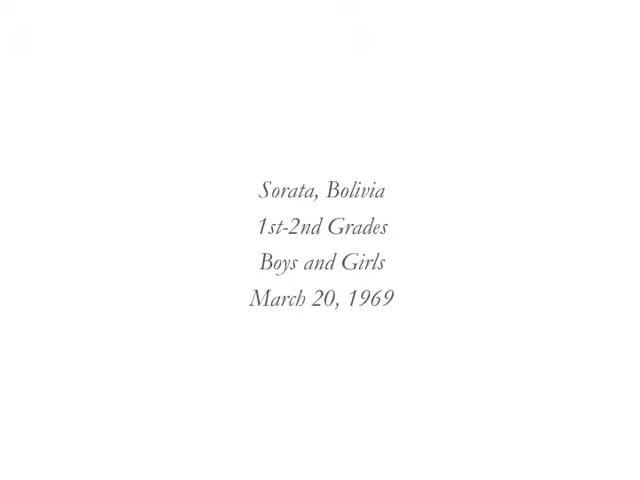 Sorata, Bolivia
1st-2nd Grades
Boys and Girls
March 20, 1969